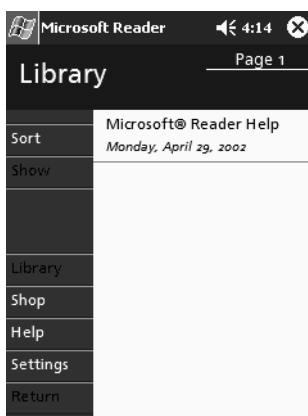 Microsoft Reader 4:14
Library
Page 1
Microsoft® Reader Help
Monday, April 29, 2002
Sort
Show
Library
Shop
Help
Settings
Return